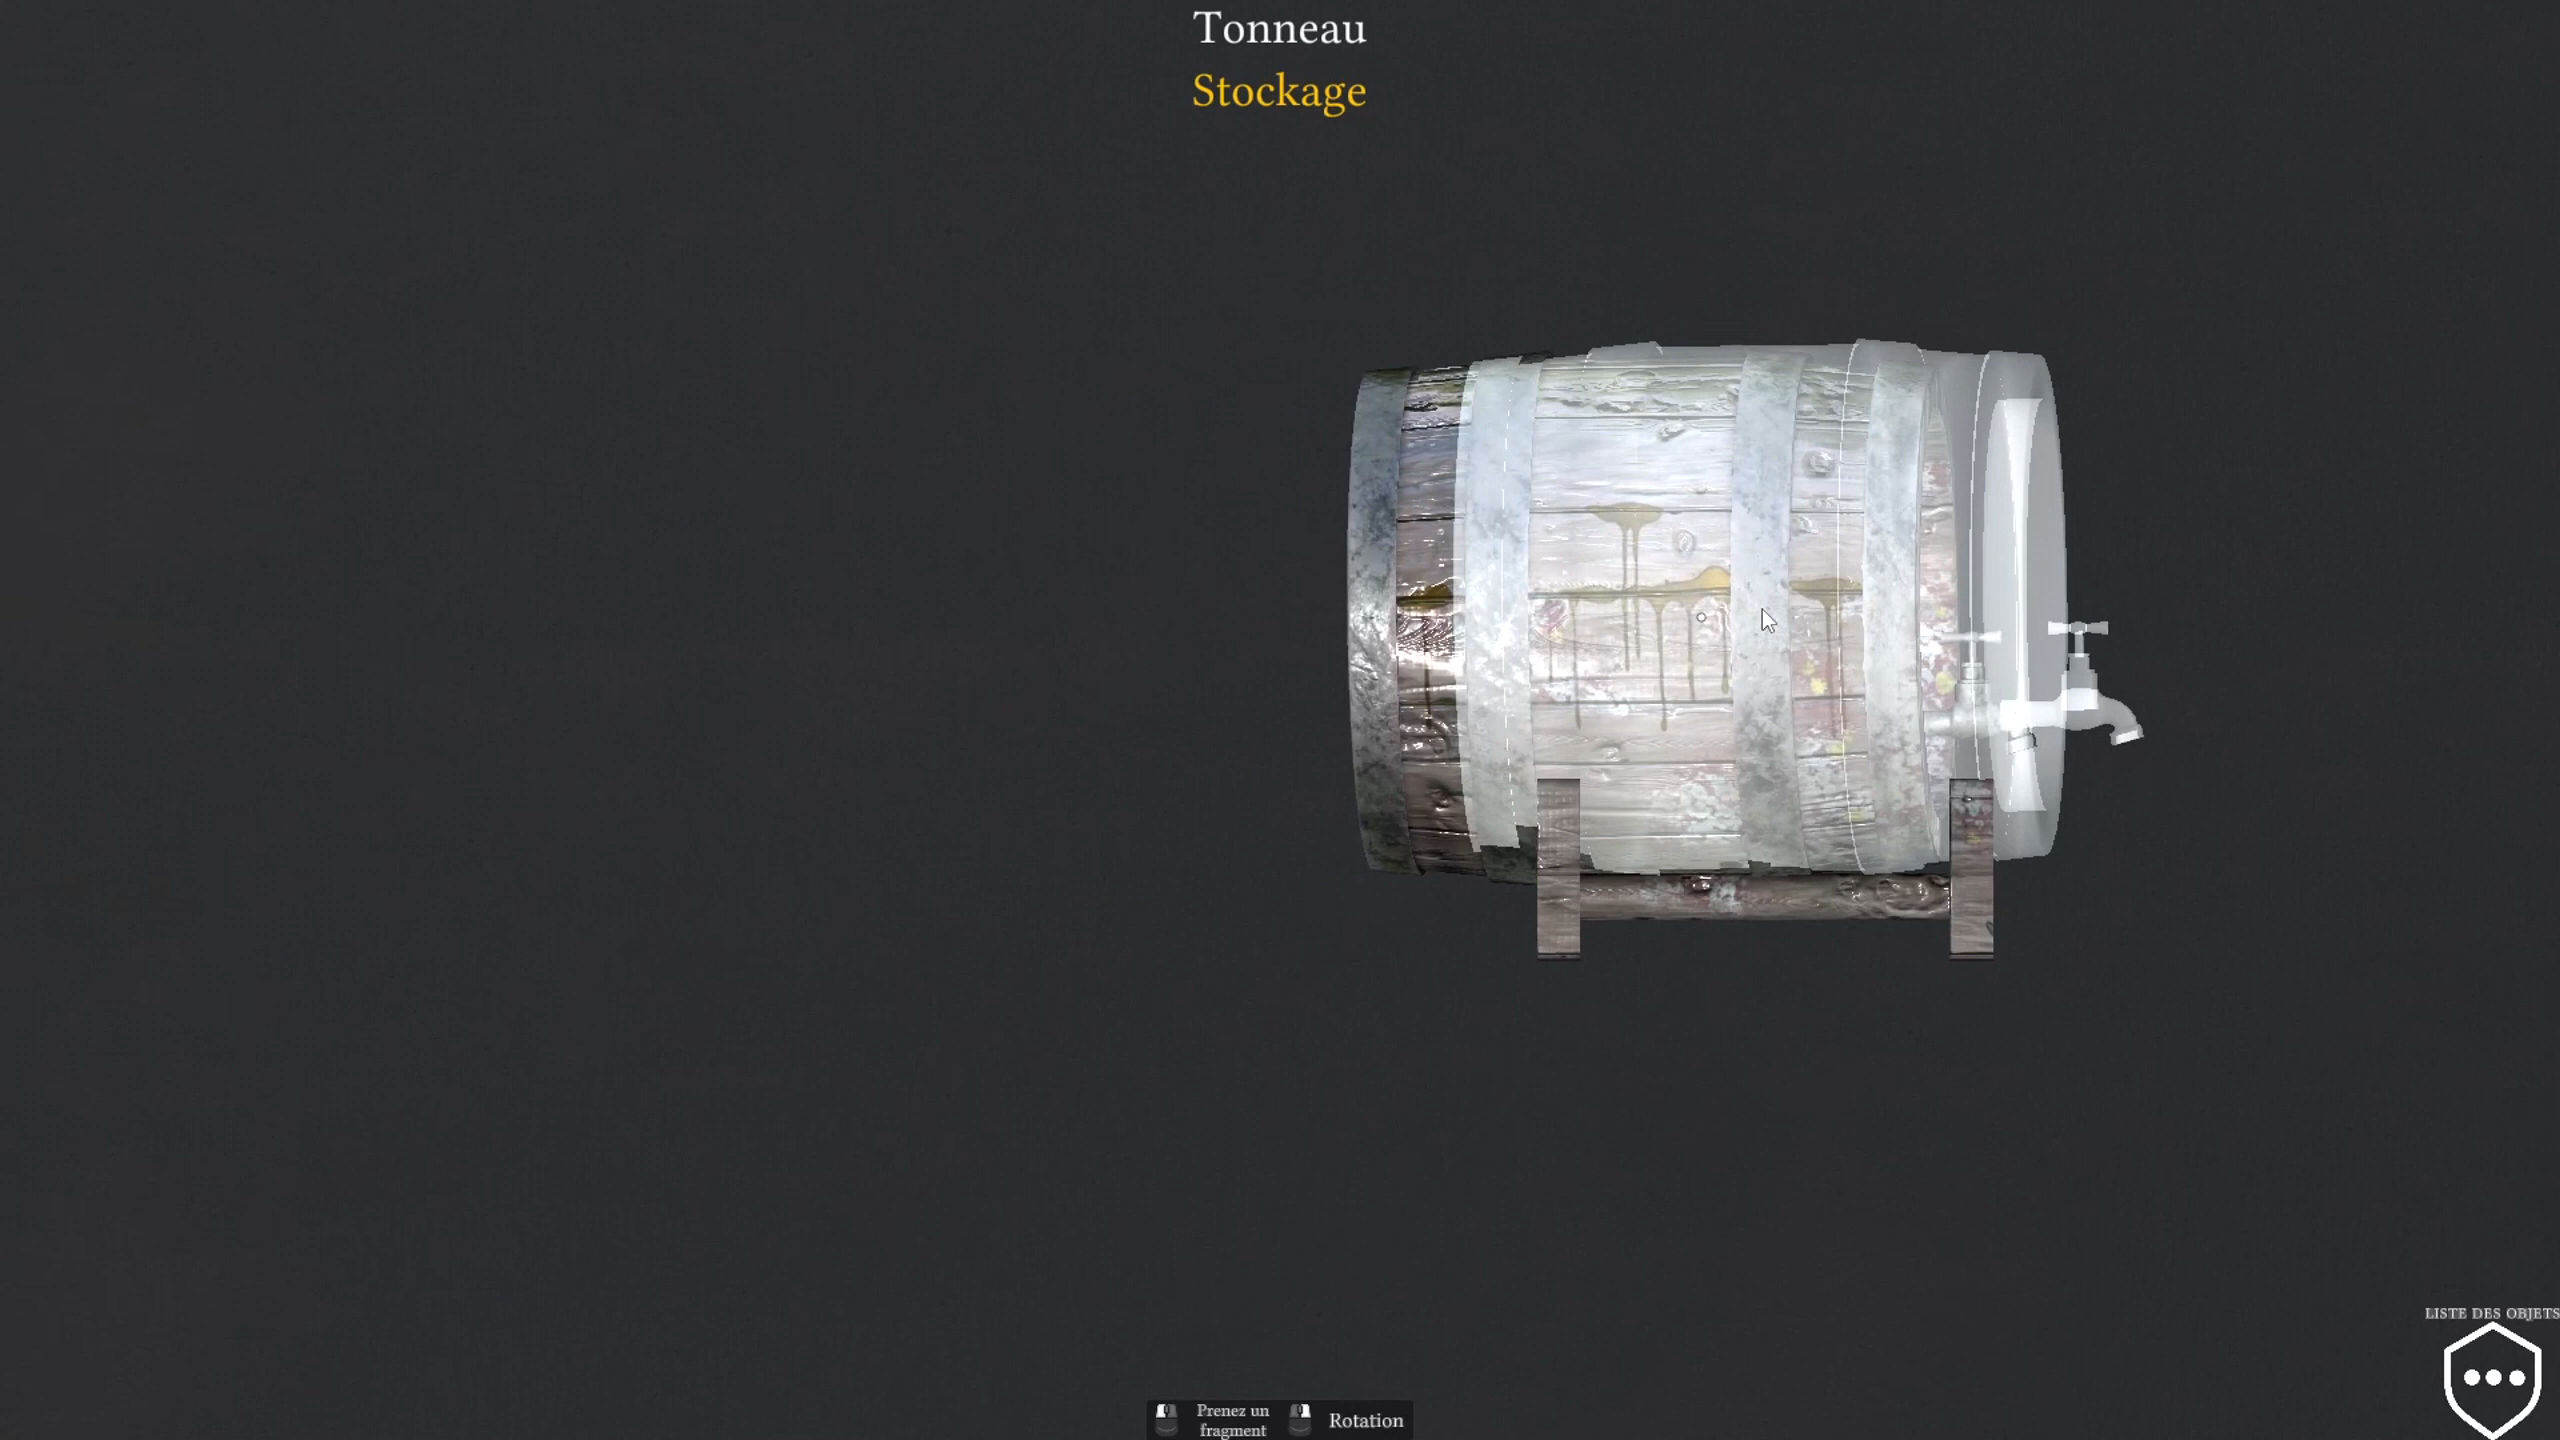 Tonneau
Stockage
LISTE DES OBJETS
Prenez un
fragment
Rotation